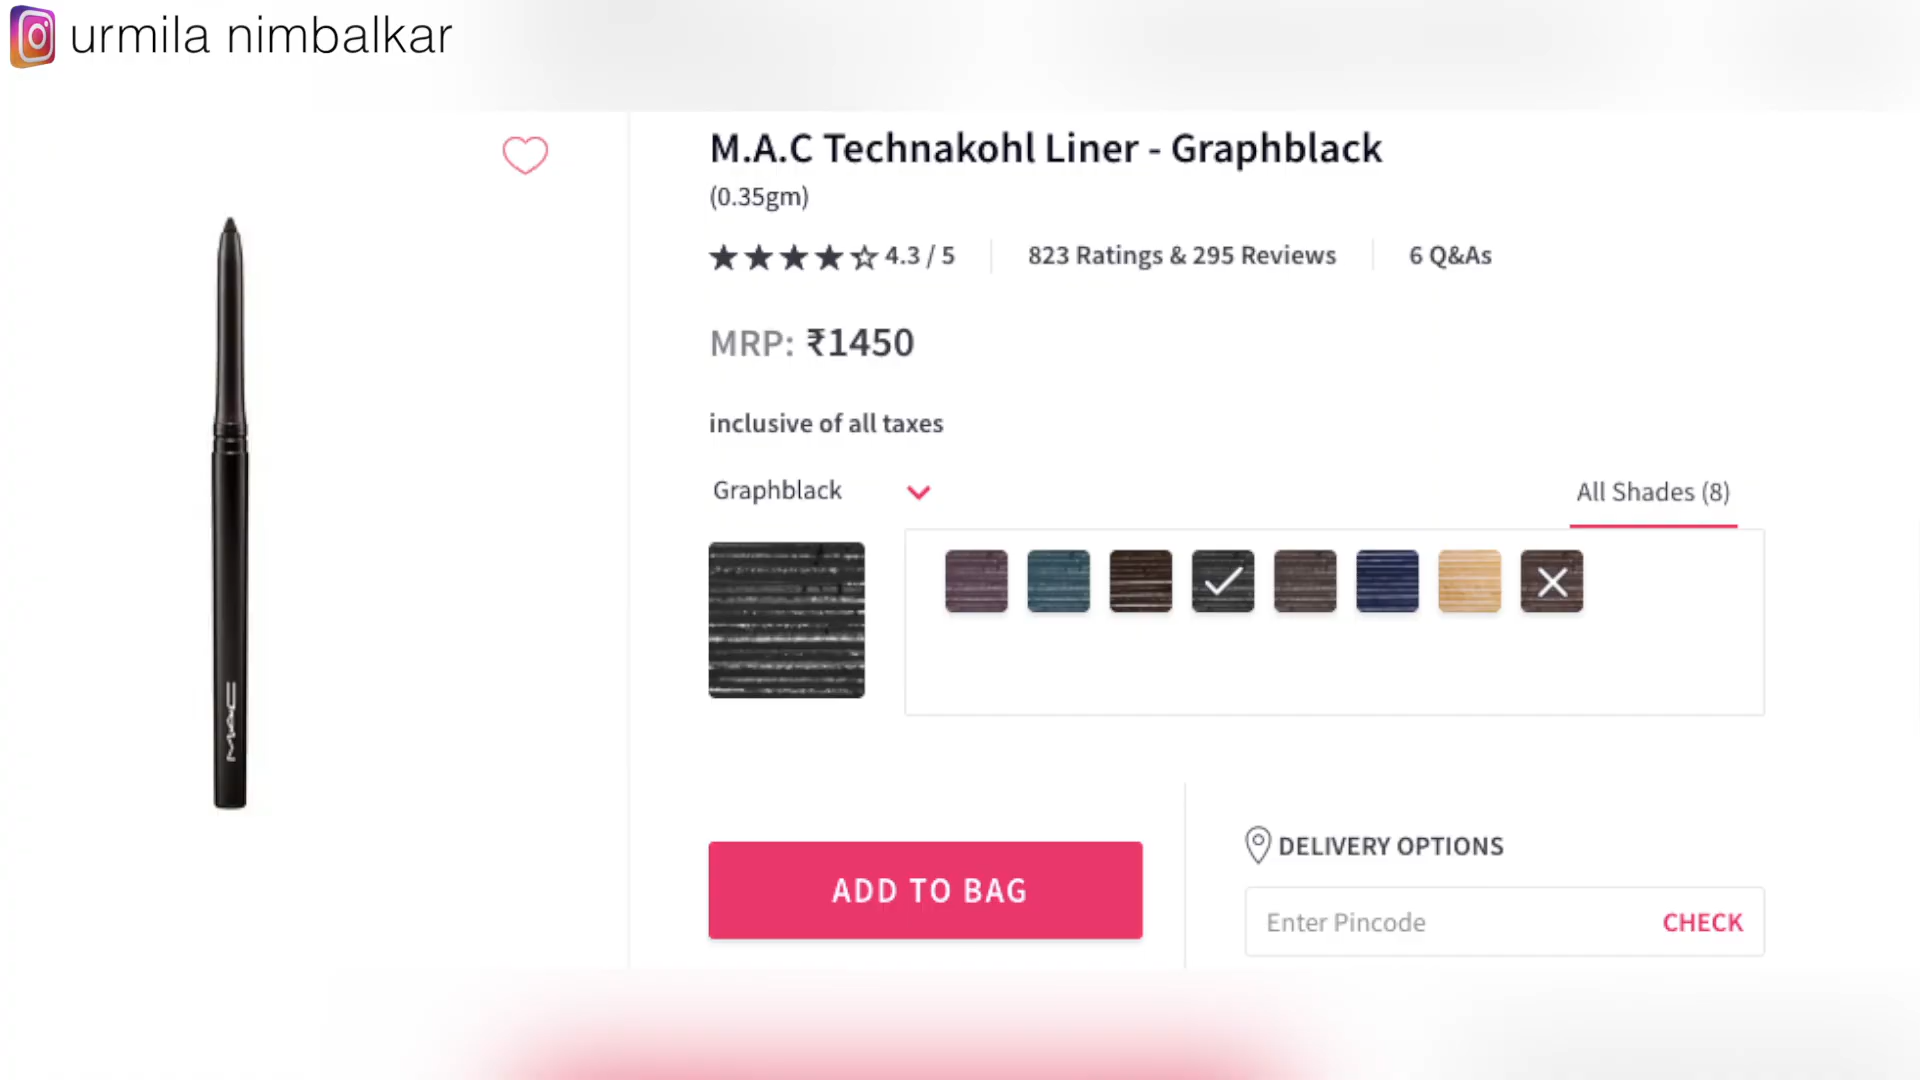 urmila nimbalkar
M.A.C Technakohl Liner - Graphblack
(0.35gm)
4.3 / 5
823 Ratings & 295 Reviews
6 Q&As
MRP: ₹1450
inclusive of all taxes
Graphblack
All Shades (8)
MAC
ADD TO BAG
DELIVERY OPTIONS
Enter Pincode
CHECK